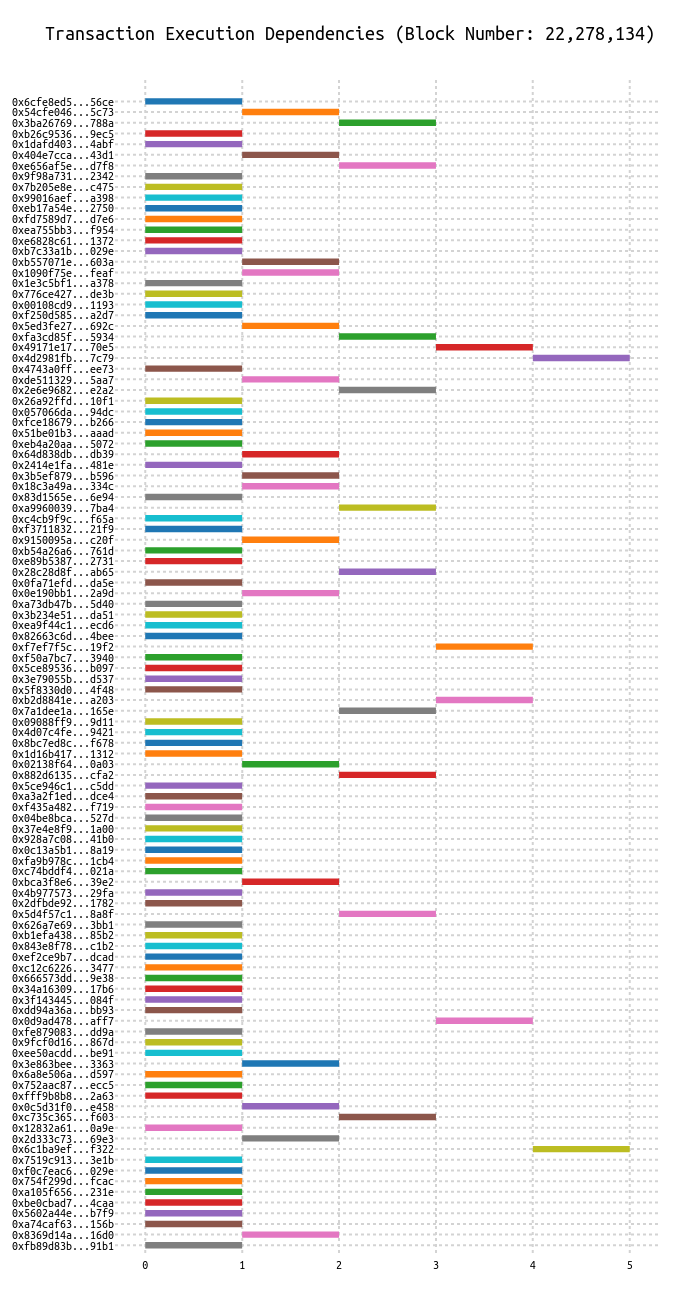 Transaction Execution Dependencies (Block Number: 22,278,134)
0x6cfe8ed5...56ce
0x54cfe046...5c73
0x3ba26769...788a
0xb26c9536...9ec5
0x1dafd403...4abf
0x404e7cca...43d1
0xe656af5e...d7f8
0x9f98a731...2342
0x7b205e8e...c475
0x99016aef...a398
0xeb17a54e...2750
0xfd7589d7...d7e6
0xea755bb3...f954
0xe6828c61...1372
0xb7c33a1b...029e
0xb557071e...603a
0x1090f75e...feaf
0x1e3c5bf1...a378
0x776ce427...de3b
0x00108cd9...1193
0xf250d585...a2d7
0x5ed3fe27...692c
0xfa3cd85f...5934
0x49171e17...70e5
0x4d2981fb...7c79
0x4743a0ff...ee73
0xde511329...5aa7
0x2e6e9682...e2a2
0x26a92ffd...10f1
0x057066da...94dc
0xfce18679...b266
0x51be01b3...aaad
0xeb4a20aa...5072
0x64d838db...db39
0x2414e1fa...481e
0x3b5ef879...b596
0x18c3a49a...334c
0x83d1565e...6e94
0xa9960039...7ba4
0xc4cb9f9c...f65a
0xf3711832...21f9
0x9150095a...c20f
0xb54a26a6...761d
0xe89b5387...2731
0x28c28d8f...ab65
0x0fa71efd...da5e
0x0e190bb1...2a9d
0xa73db47b...5d40
0x3b234e51...da51
0xea9f44c1...ecd6
0x82663c6d...4bee
0xf7ef7f5c...19f2
0xf50a7bc7...3940
0x5ce89536...b097
0x3e79055b...d537
0x5f8330d0...4f48
0xb2d8841e...a203
0x7a1dee1a...165e
0x09088ff9...9d11
0x4d07c4fe...9421
0x8bc7ed8c...f678
0x1d16b417...1312
0x02138f64...0a03
0x882d6135...cfa2
0x5ce946c1...c5dd
0xa3a2f1ed...dce4
0xf435a482...f719
0x04be8bca...527d
0x37e4e8f9...1a00
0x928a7c08...41b0
0x0c13a5b1...8a19
0xfa9b978c...1cb4
0xc74bddf4...021a
0xbca3f8e6...39e2
0x4b977573...29fa
0x2dfbde92...1782
0x5d4f57c1...8a8f
0x626a7e69...3bb1
0xb1efa438...85b2
0x843e8f78...c1b2
0xef2ce9b7...dcad
0xc12c6226...3477
0x666573dd...9e38
0x34a16309...17b6
0x3f143445...084f
0xdd94a36a...bb93
0x0d9ad478...aff7
0xfe879083...dd9a
0x9fcf0d16...867d
0xee50acdd...be91
0x3e863bee...3363
0x6a8e506a...d597
0x752aac87...ecc5
0xfff9b8b8...2a63
0x0c5d31f0...e458
0xc735c365...f603
0x12832a61...0a9e
0x2d333c73...69e3
0x6c1ba9ef...f322
0x7519c913...3e1b
0xf0c7eac6...029e
0x754f299d...fcac
0xa105f656...231e
0xbe0cbad7...4caa
0x5602a44e...b7f9
0xa74caf63...156b
0x8369d14a...16d0
0xfb89d83b...91b1
0 1 2 3 4 5